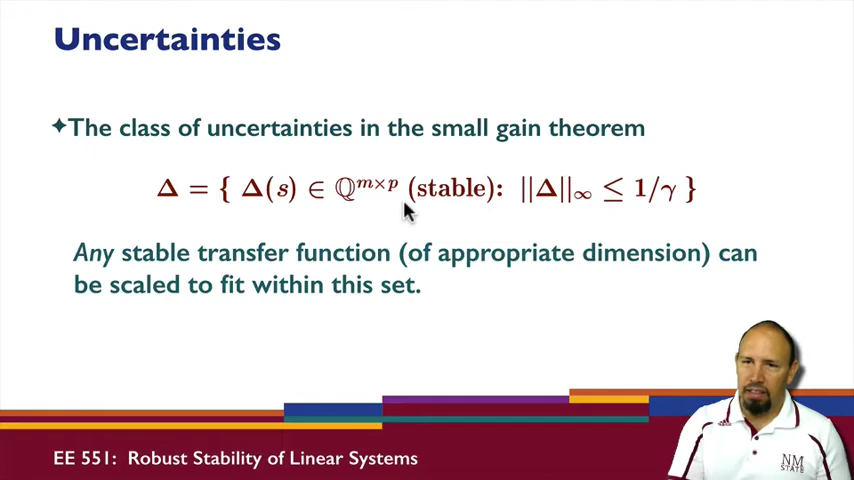 Uncertainties
✦The class of uncertainties in the small gain theorem
Δ = { Δ(s) ∈ ℚᵐˣᵖ (stable): ||Δ||∞ ≤ 1/γ }
Any stable transfer function (of appropriate dimension) can
be scaled to fit within this set.
NM
STATE
EE 551: Robust Stability of Linear Systems